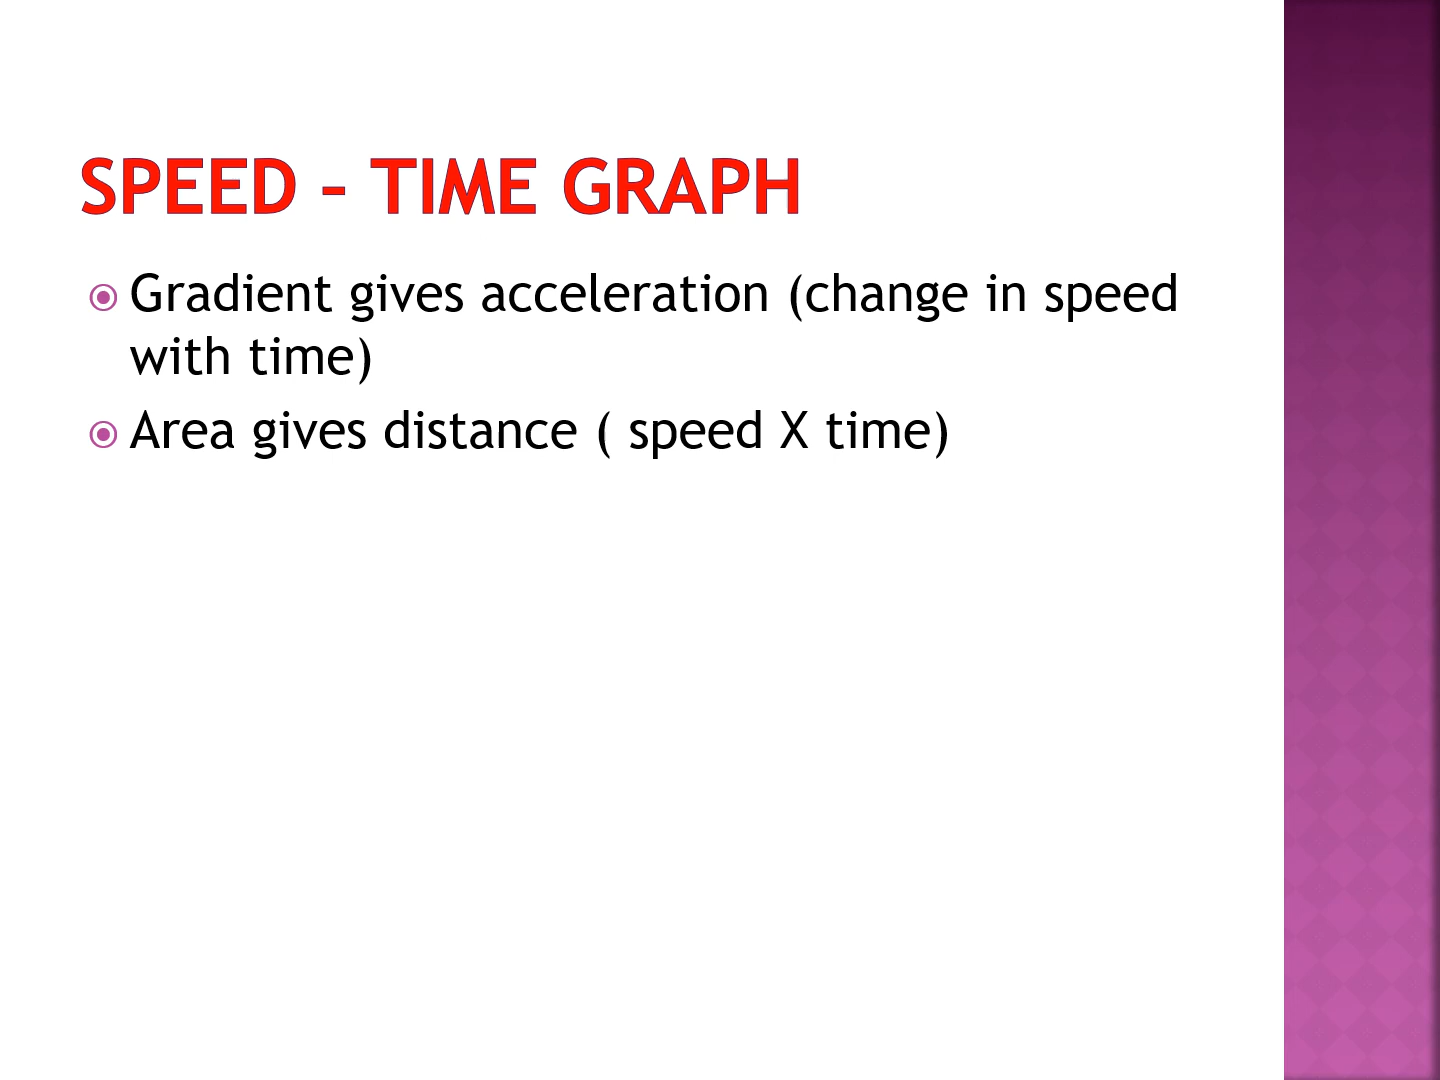 SPEED – TIME GRAPH
Gradient gives acceleration (change in speed
with time)
Area gives distance ( speed X time)